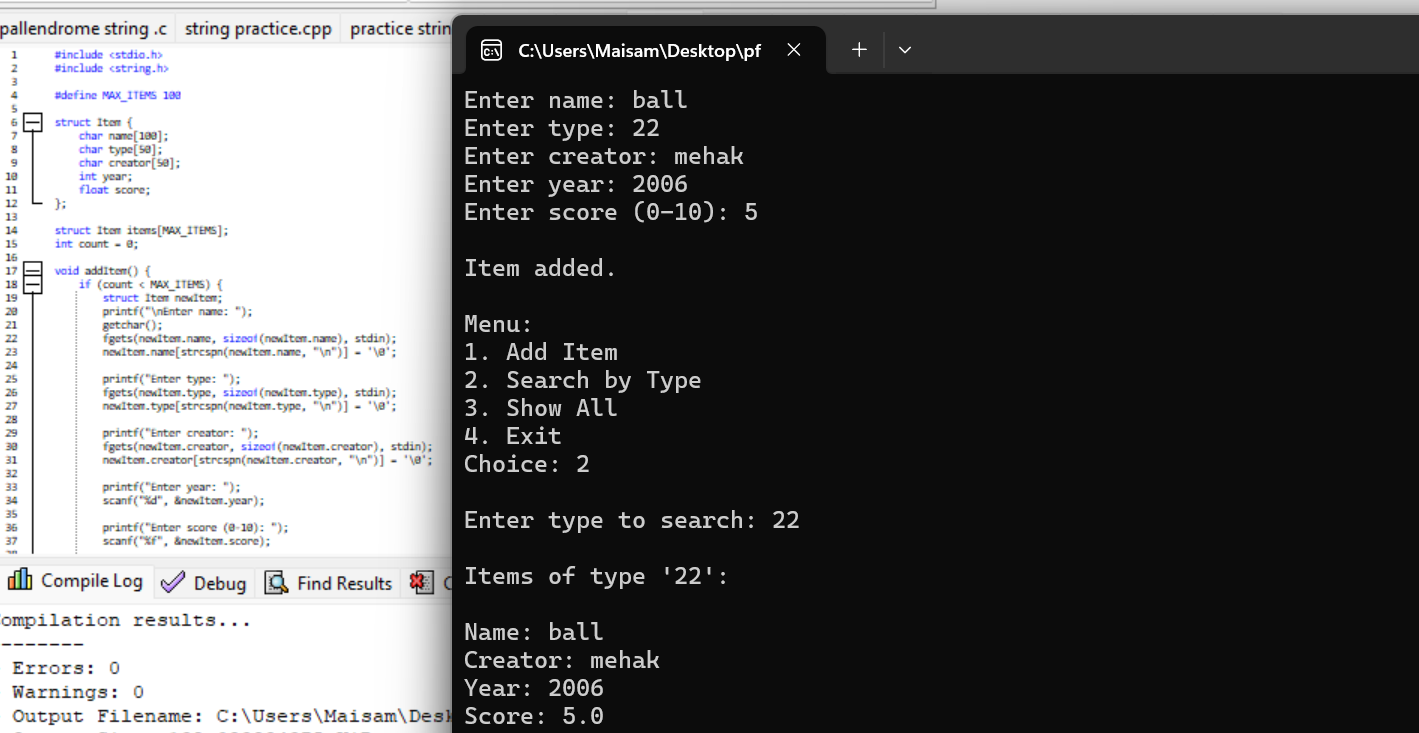 pallendrome string .c string practice.cpp practice strin
1 #include <stdio.h>
2 #include <string.h>
3
4 #define MAX_ITEMS 100
5
6 struct Item {
7 char name[100];
8 char type[50];
9 char creator[50];
10 int year;
11 float score;
12 };
13
14 struct Item items[MAX_ITEMS];
15 int count = 0;
16
17 void addItem() {
18 if (count < MAX_ITEMS) {
19 struct Item newItem;
20 printf("\nEnter name: ");
21 getchar();
22 fgets(newItem.name, sizeof(newItem.name), stdin);
23 newItem.name[strcspn(newItem.name, "\n")] = '\0';
24
25 printf("Enter type: ");
26 fgets(newItem.type, sizeof(newItem.type), stdin);
27 newItem.type[strcspn(newItem.type, "\n")] = '\0';
28
29 printf("Enter creator: ");
30 fgets(newItem.creator, sizeof(newItem.creator), stdin);
31 newItem.creator[strcspn(newItem.creator, "\n")] = '\0';
32
33 printf("Enter year: ");
34 scanf("%d", &newItem.year);
35
36 printf("Enter score (0-10): ");
37 scanf("%f", &newItem.score);
Compile Log Debug Find Results
ompilation results...
-------
Errors: 0
Warnings: 0
Output Filename: C:\Users\Maisam\Desk
C:\Users\Maisam\Desktop\pf
Enter name: ball
Enter type: 22
Enter creator: mehak
Enter year: 2006
Enter score (0-10): 5
Item added.
Menu:
1. Add Item
2. Search by Type
3. Show All
4. Exit
Choice: 2
Enter type to search: 22
Items of type '22':
Name: ball
Creator: mehak
Year: 2006
Score: 5.0